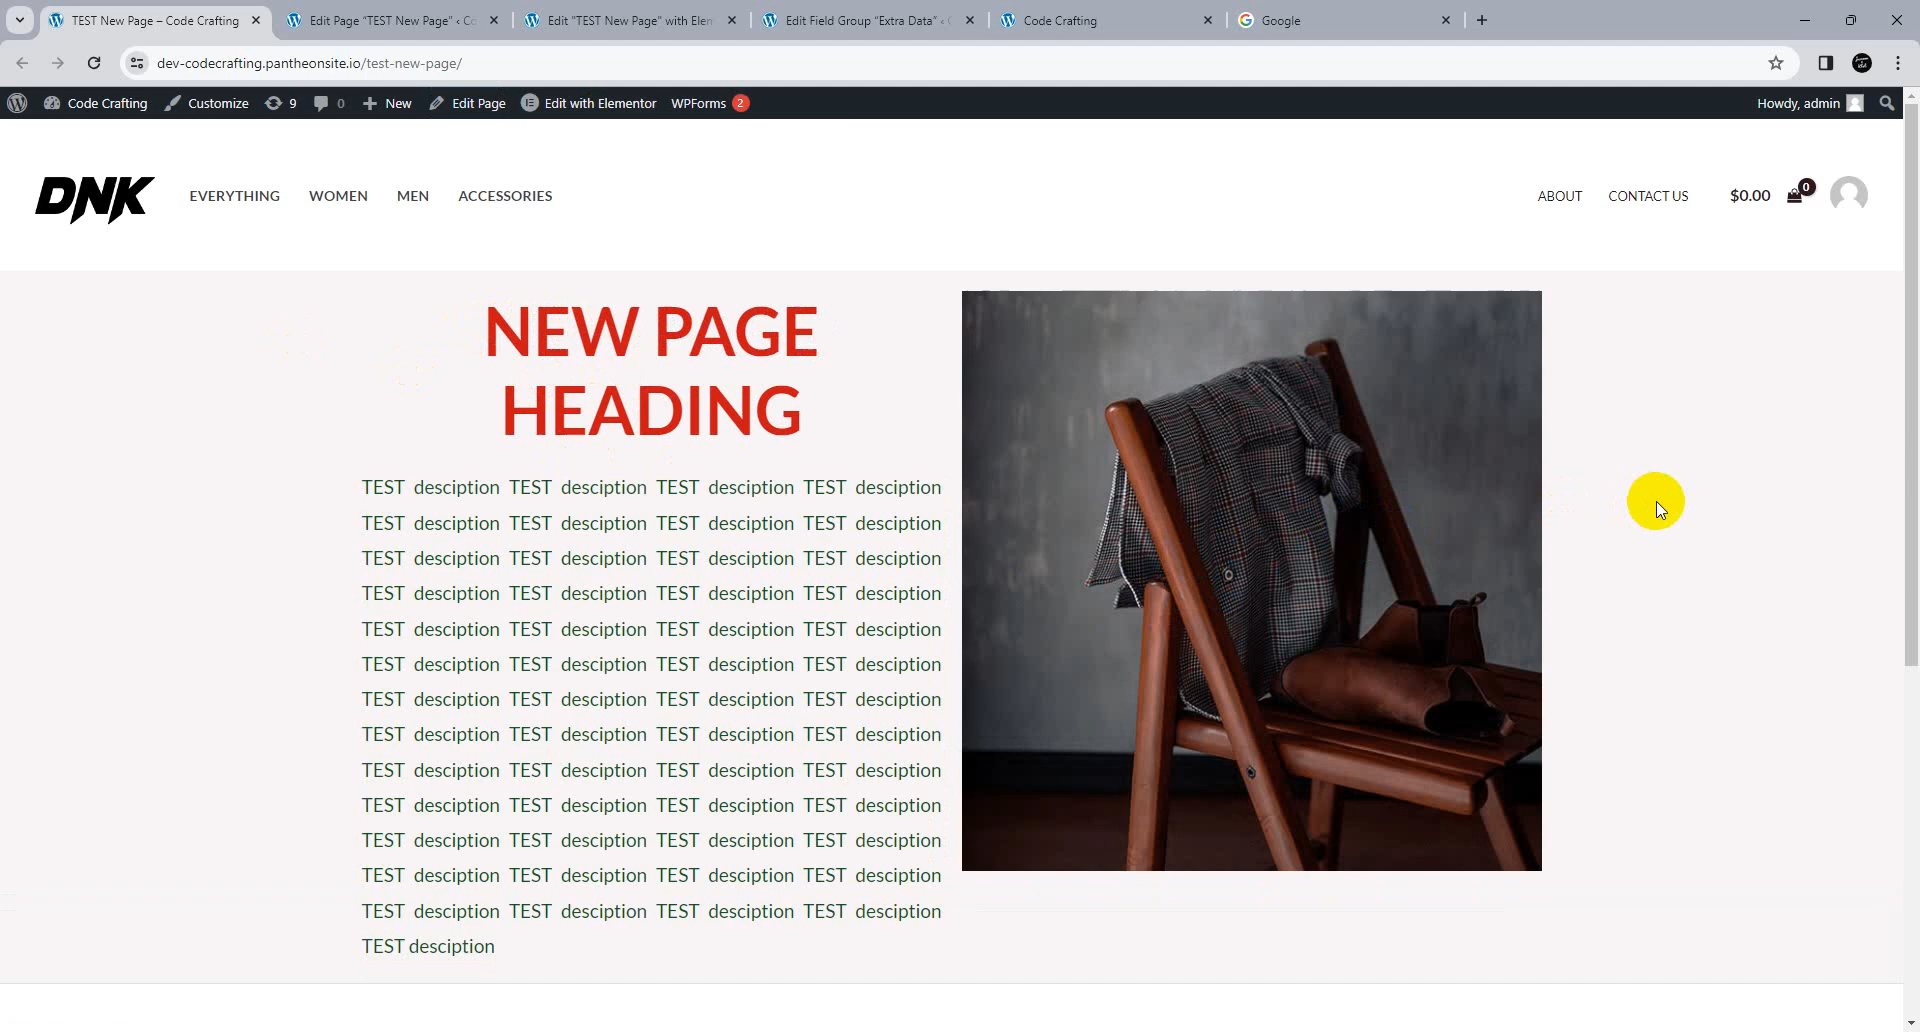 TEST New Page – Code Crafting
Edit Page “TEST New Page” ‹ Co
Edit "TEST New Page" with Elem
Edit Field Group “Extra Data” ‹
Code Crafting
Google
dev-codecrafting.pantheonsite.io/test-new-page/
Code Crafting Customize 9 0 New Edit Page Edit with Elementor WPForms 2 Howdy, admin
DNK EVERYTHING WOMEN MEN ACCESSORIES ABOUT CONTACT US $0.00 0
NEW PAGE
HEADING
TEST desciption TEST desciption TEST desciption TEST desciption
TEST desciption TEST desciption TEST desciption TEST desciption
TEST desciption TEST desciption TEST desciption TEST desciption
TEST desciption TEST desciption TEST desciption TEST desciption
TEST desciption TEST desciption TEST desciption TEST desciption
TEST desciption TEST desciption TEST desciption TEST desciption
TEST desciption TEST desciption TEST desciption TEST desciption
TEST desciption TEST desciption TEST desciption TEST desciption
TEST desciption TEST desciption TEST desciption TEST desciption
TEST desciption TEST desciption TEST desciption TEST desciption
TEST desciption TEST desciption TEST desciption TEST desciption
TEST desciption TEST desciption TEST desciption TEST desciption
TEST desciption TEST desciption TEST desciption TEST desciption
TEST desciption